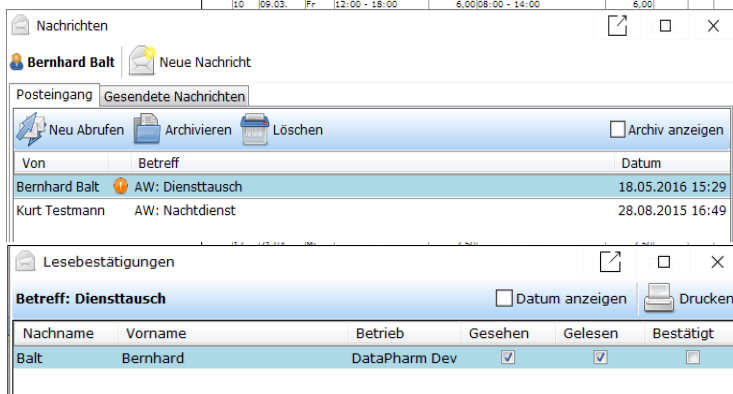 10 09.03. Fr 12:00 - 18:00 6,00 08:00 - 14:00 6,00
Nachrichten
Bernhard Balt Neue Nachricht
Posteingang Gesendete Nachrichten
Neu Abrufen Archivieren Löschen Archiv anzeigen
Von Betreff Datum
Bernhard Balt AW: Diensttausch 18.05.2016 15:29
Kurt Testmann AW: Nachtdienst 28.08.2015 16:49
Lesebestätigungen
Betreff: Diensttausch Datum anzeigen Drucken
Nachname Vorname Betrieb Gesehen Gelesen Bestätigt
Balt Bernhard DataPharm Dev